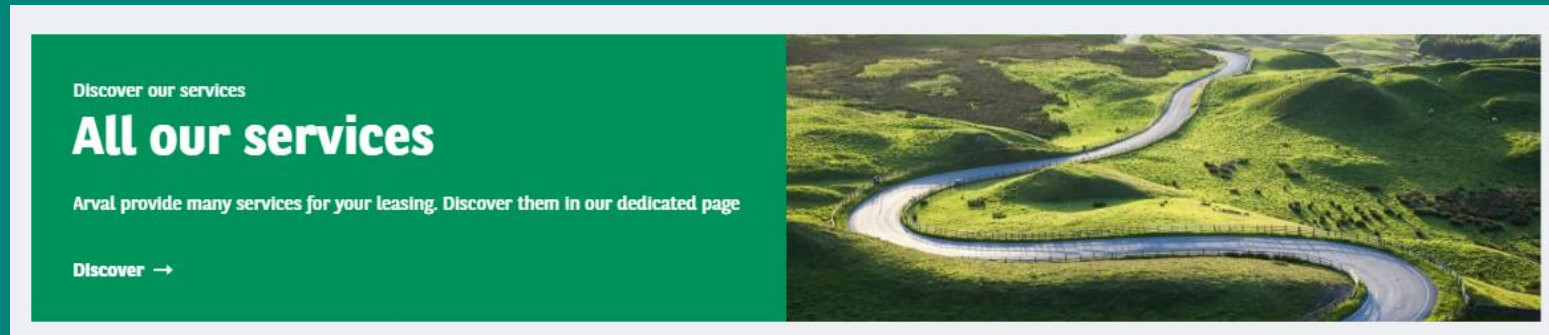 Discover our services
All our services
Arval provide many services for your leasing. Discover them in our dedicated page
Discover →